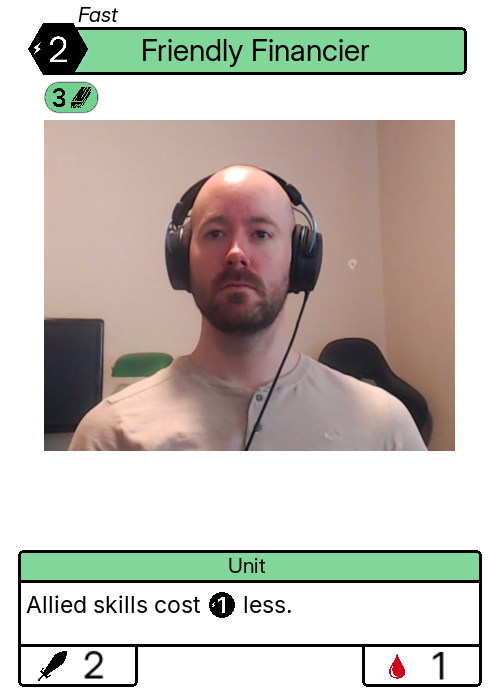 Fast
2 Friendly Financier
3
Unit
Allied skills cost 1 less.
2 1